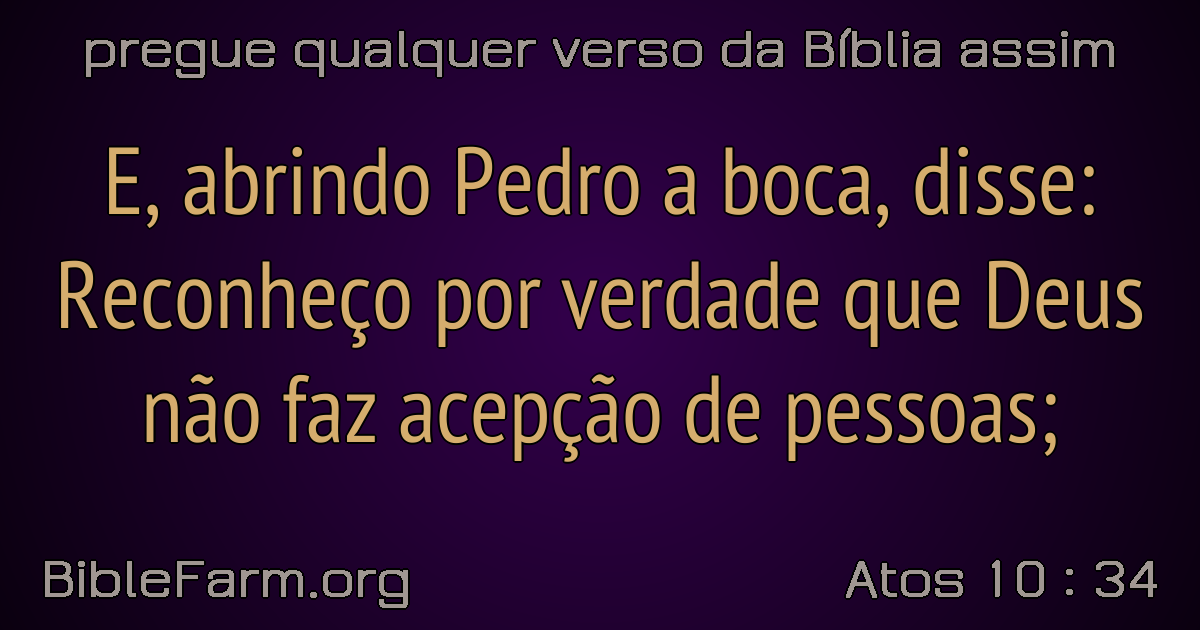 pregue qualquer verso da Bíblia assim
E, abrindo Pedro a boca, disse:
Reconheço por verdade que Deus
não faz acepção de pessoas;
BibleFarm.org
Atos 10 : 34